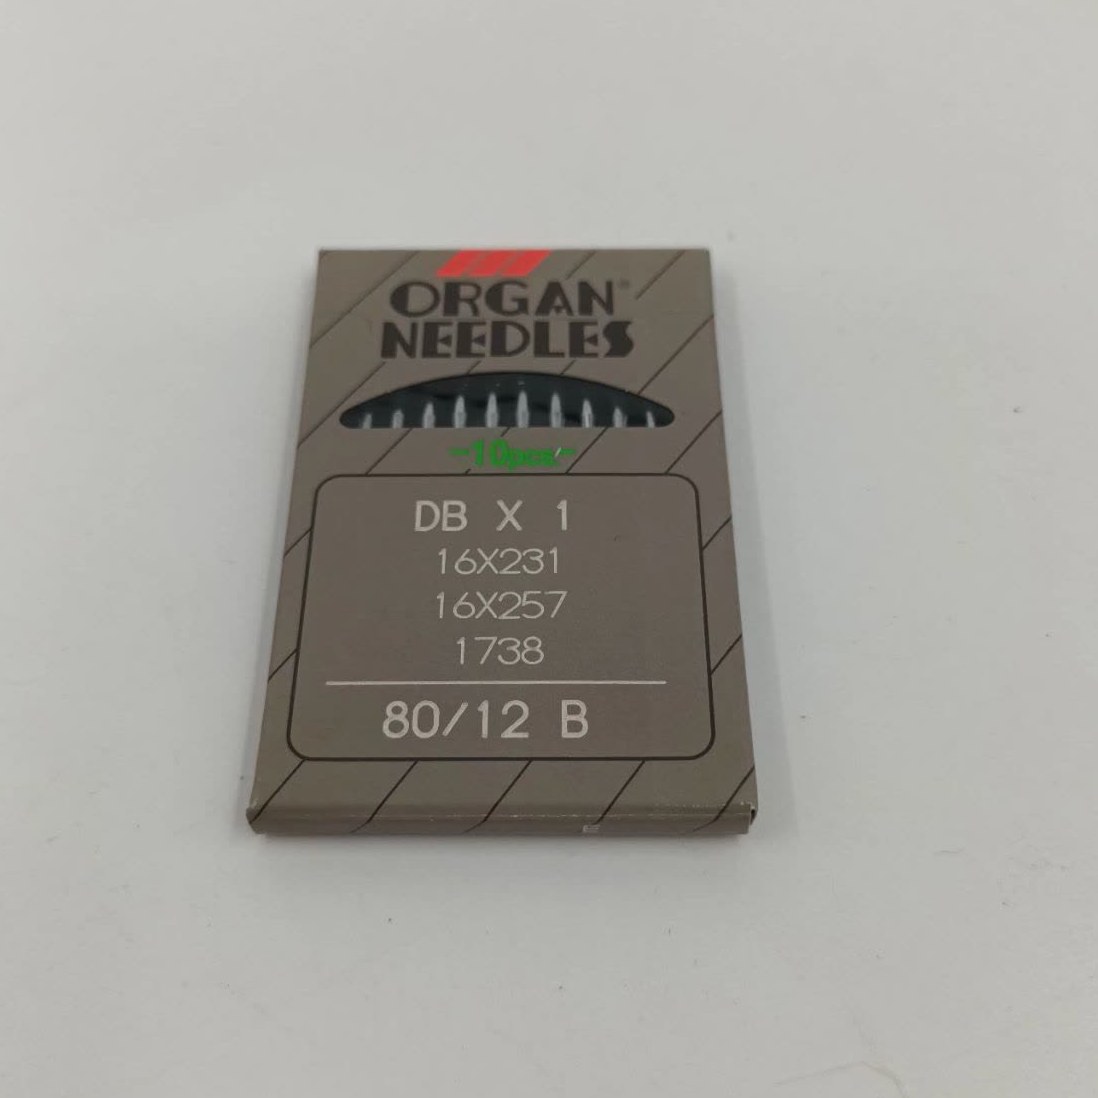 ORGAN®
NEEDLES
-10pcs.-
DB X 1
16X231
16X257
1738
80/12 B